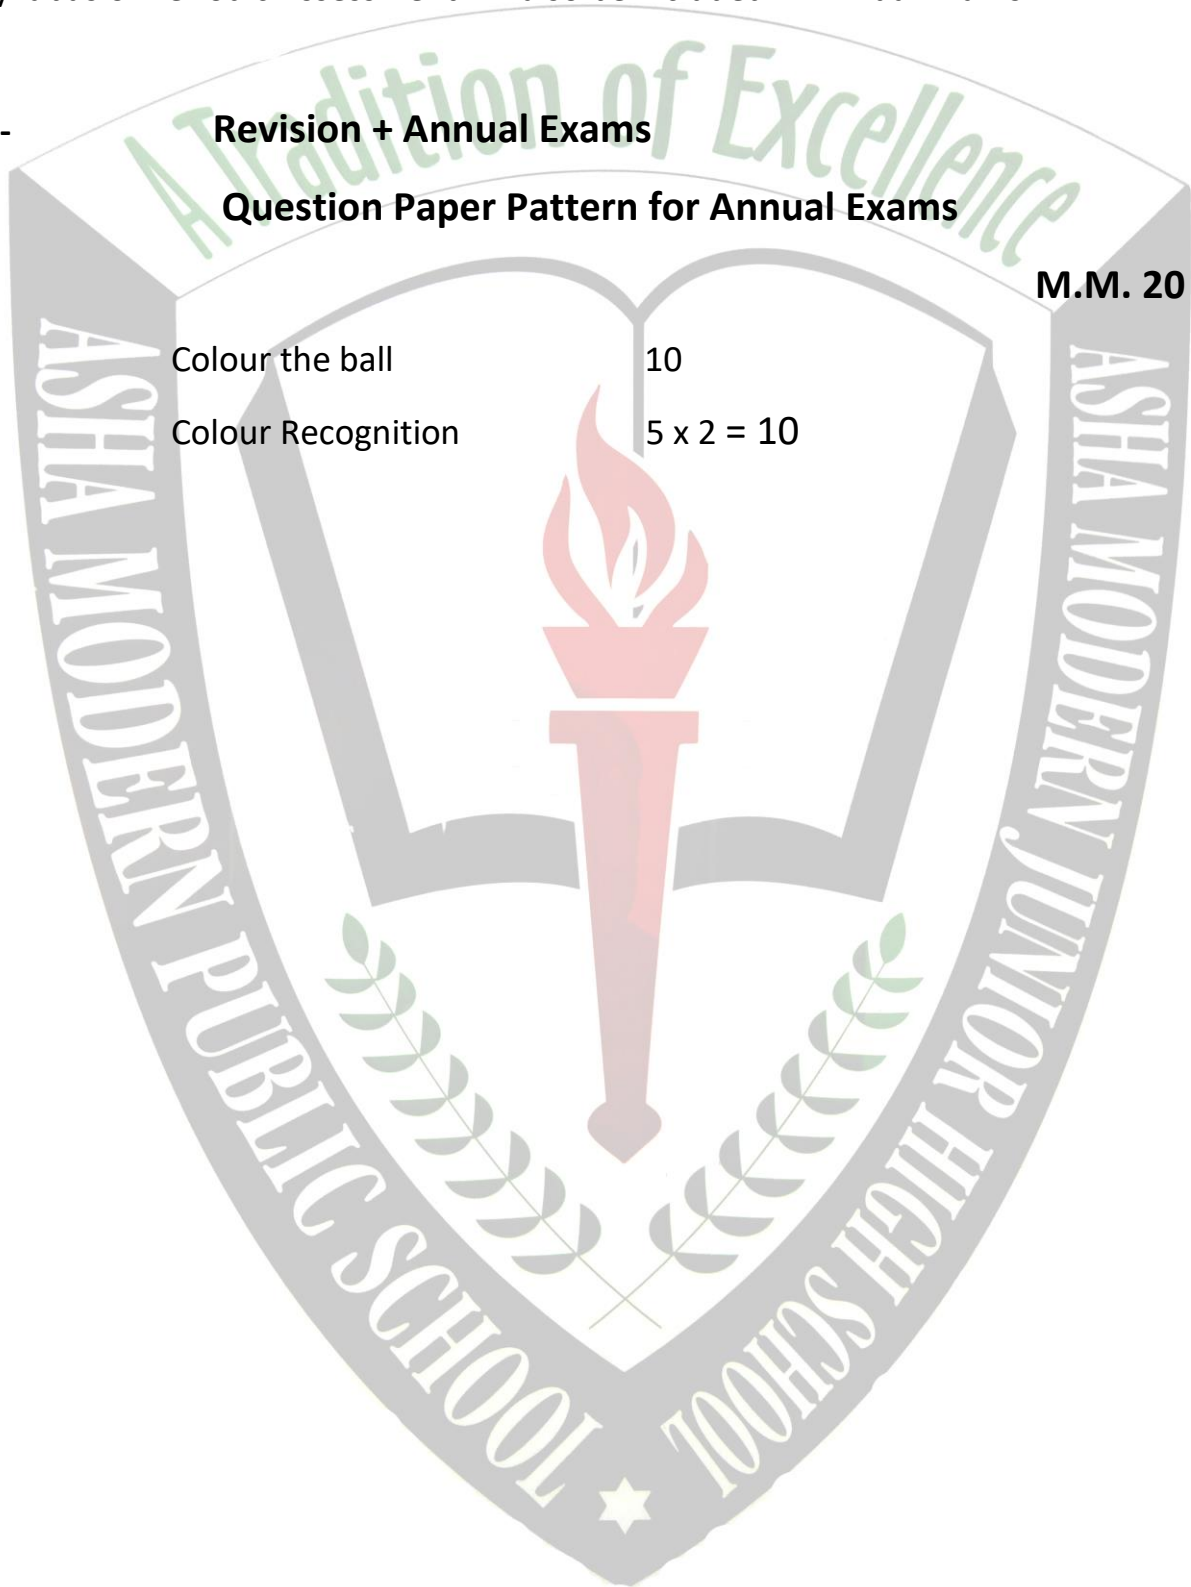 - Revision + Annual Exams
Question Paper Pattern for Annual Exams
M.M. 20
Colour the ball 10
Colour Recognition 5 x 2 = 10
A Tradition of Excellence
ASHA MODERN PUBLIC SCHOOL
ASHA MODERN JUNIOR HIGH SCHOOL